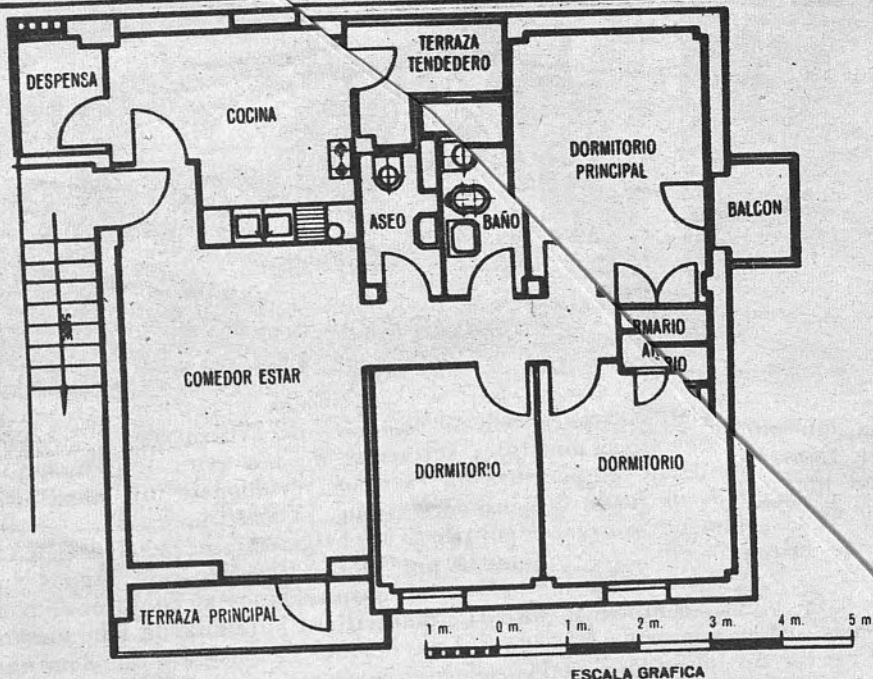 TERRAZA
TENDEDERO
DESPENSA
COCINA
DORMITORIO
PRINCIPAL
BALCON
ASEO
BAÑO
RMARIO
COMEDOR ESTAR
DORMITORIO
DORMITORIO
TERRAZA PRINCIPAL
1 m. 0 m. 1 m. 2 m. 3 m. 4 m. 5 m
ESCALA GRAFICA